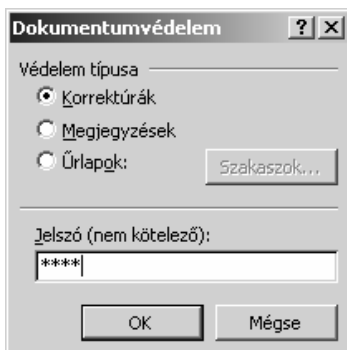 Dokumentumvédelem
Védelem típusa
Korrektúrák
Megjegyzések
Űrlapok:
Szakaszok...
Jelszó (nem kötelező):
****
OK
Mégse